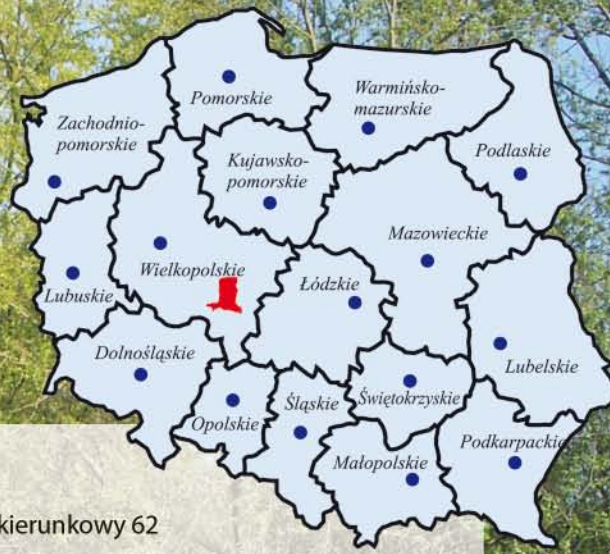 Pomorskie
Warmińsko-
mazurskie
Zachodnio-
pomorskie
Kujawsko-
pomorskie
Podlaskie
Mazowieckie
Wielkopolskie
Lubuskie
Łódzkie
Dolnośląskie
Lubelskie
Opolskie
Śląskie
Świętokrzyskie
Małopolskie
Podkarpackie
kierunkowy 62